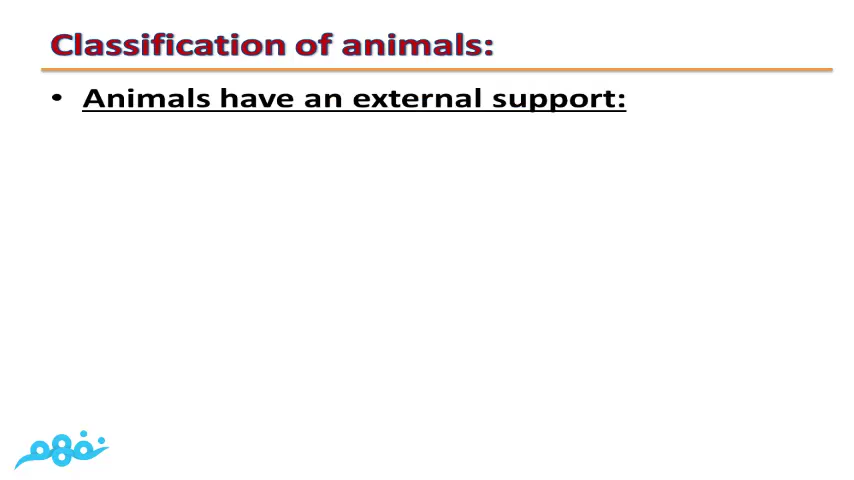 Classification of animals:
• Animals have an external support:
نفهم